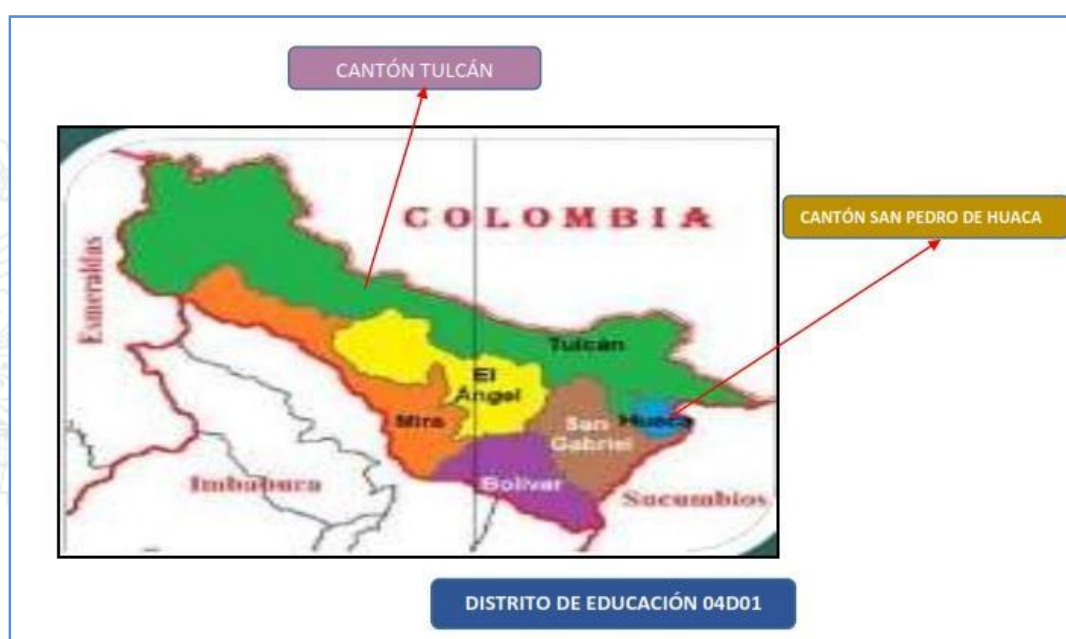 CANTÓN TULCÁN
COLOMBIA
CANTÓN SAN PEDRO DE HUACA
Esmeraldas
Tulcán
El
Angel
Mira
San
Gabriel
Huaca
Imbabura
Bolívar
Sucumbios
DISTRITO DE EDUCACIÓN 04D01